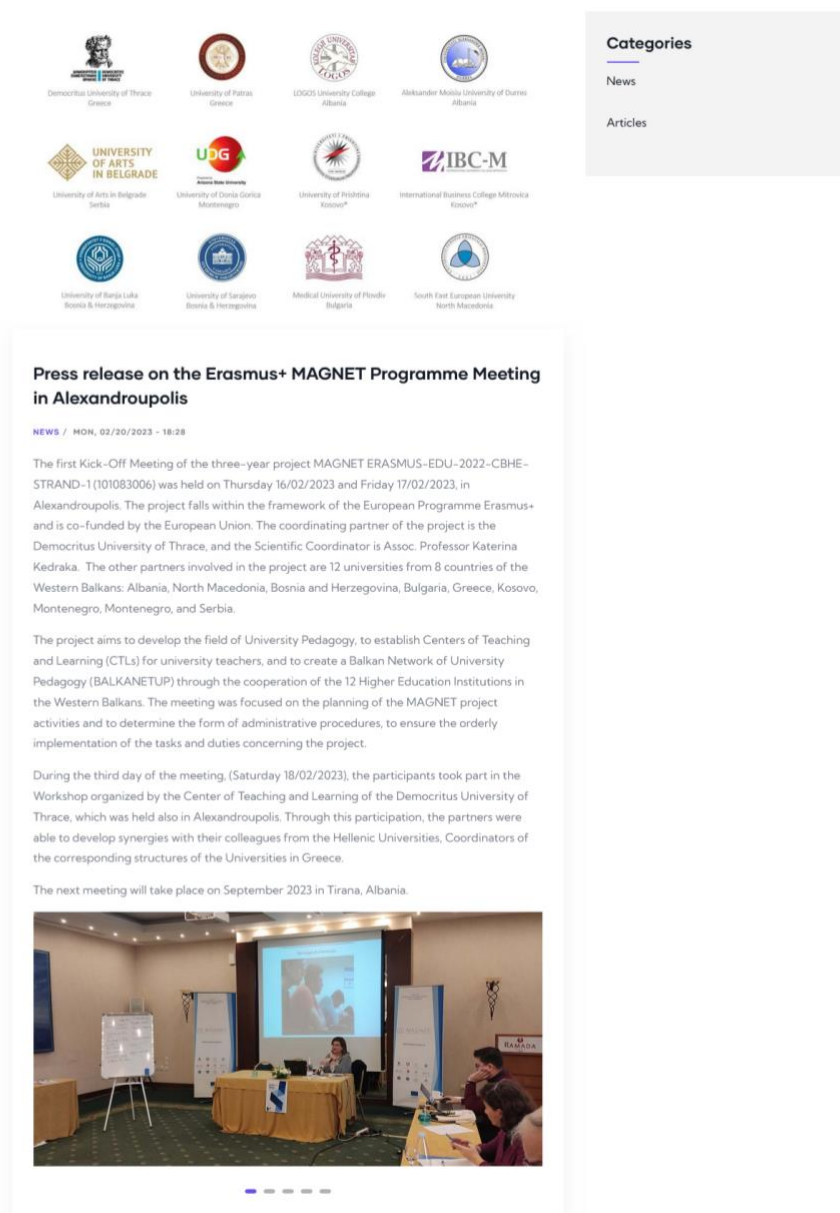 Democritus University of Thrace
Greece
University of Patras
Greece
LOGOS University College
Albania
Aleksander Moisiu University of Durres
Albania
UNIVERSITY
OF ARTS
IN BELGRADE
UDG
Arizona State University
IBC-M
University of Arts in Belgrade
Serbia
University of Donja Gorica
Montenegro
University of Prishtina
Kosovo*
International Business College Mitrovica
Kosovo*
University of Banja Luka
Bosnia & Herzegovina
University of Sarajevo
Bosnia & Herzegovina
Medical University of Plovdiv
Bulgaria
South East European University
North Macedonia
Categories
News
Articles
Press release on the Erasmus+ MAGNET Programme Meeting
in Alexandroupolis
NEWS / MON, 02/20/2023 - 18:28
The first Kick-Off Meeting of the three-year project MAGNET ERASMUS-EDU-2022-CBHE-
STRAND-1 (101083006) was held on Thursday 16/02/2023 and Friday 17/02/2023, in
Alexandroupolis. The project falls within the framework of the European Programme Erasmus+
and is co-funded by the European Union. The coordinating partner of the project is the
Democritus University of Thrace, and the Scientific Coordinator is Assoc. Professor Katerina
Kedraka. The other partners involved in the project are 12 universities from 8 countries of the
Western Balkans: Albania, North Macedonia, Bosnia and Herzegovina, Bulgaria, Greece, Kosovo,
Montenegro, Montenegro, and Serbia.
The project aims to develop the field of University Pedagogy, to establish Centers of Teaching
and Learning (CTLs) for university teachers, and to create a Balkan Network of University
Pedagogy (BALKANETUP) through the cooperation of the 12 Higher Education Institutions in
the Western Balkans. The meeting was focused on the planning of the MAGNET project
activities and to determine the form of administrative procedures, to ensure the orderly
implementation of the tasks and duties concerning the project.
During the third day of the meeting, (Saturday 18/02/2023), the participants took part in the
Workshop organized by the Center of Teaching and Learning of the Democritus University of
Thrace, which was held also in Alexandroupolis. Through this participation, the partners were
able to develop synergies with their colleagues from the Hellenic Universities, Coordinators of
the corresponding structures of the Universities in Greece.
The next meeting will take place on September 2023 in Tirana, Albania.
RAMADA